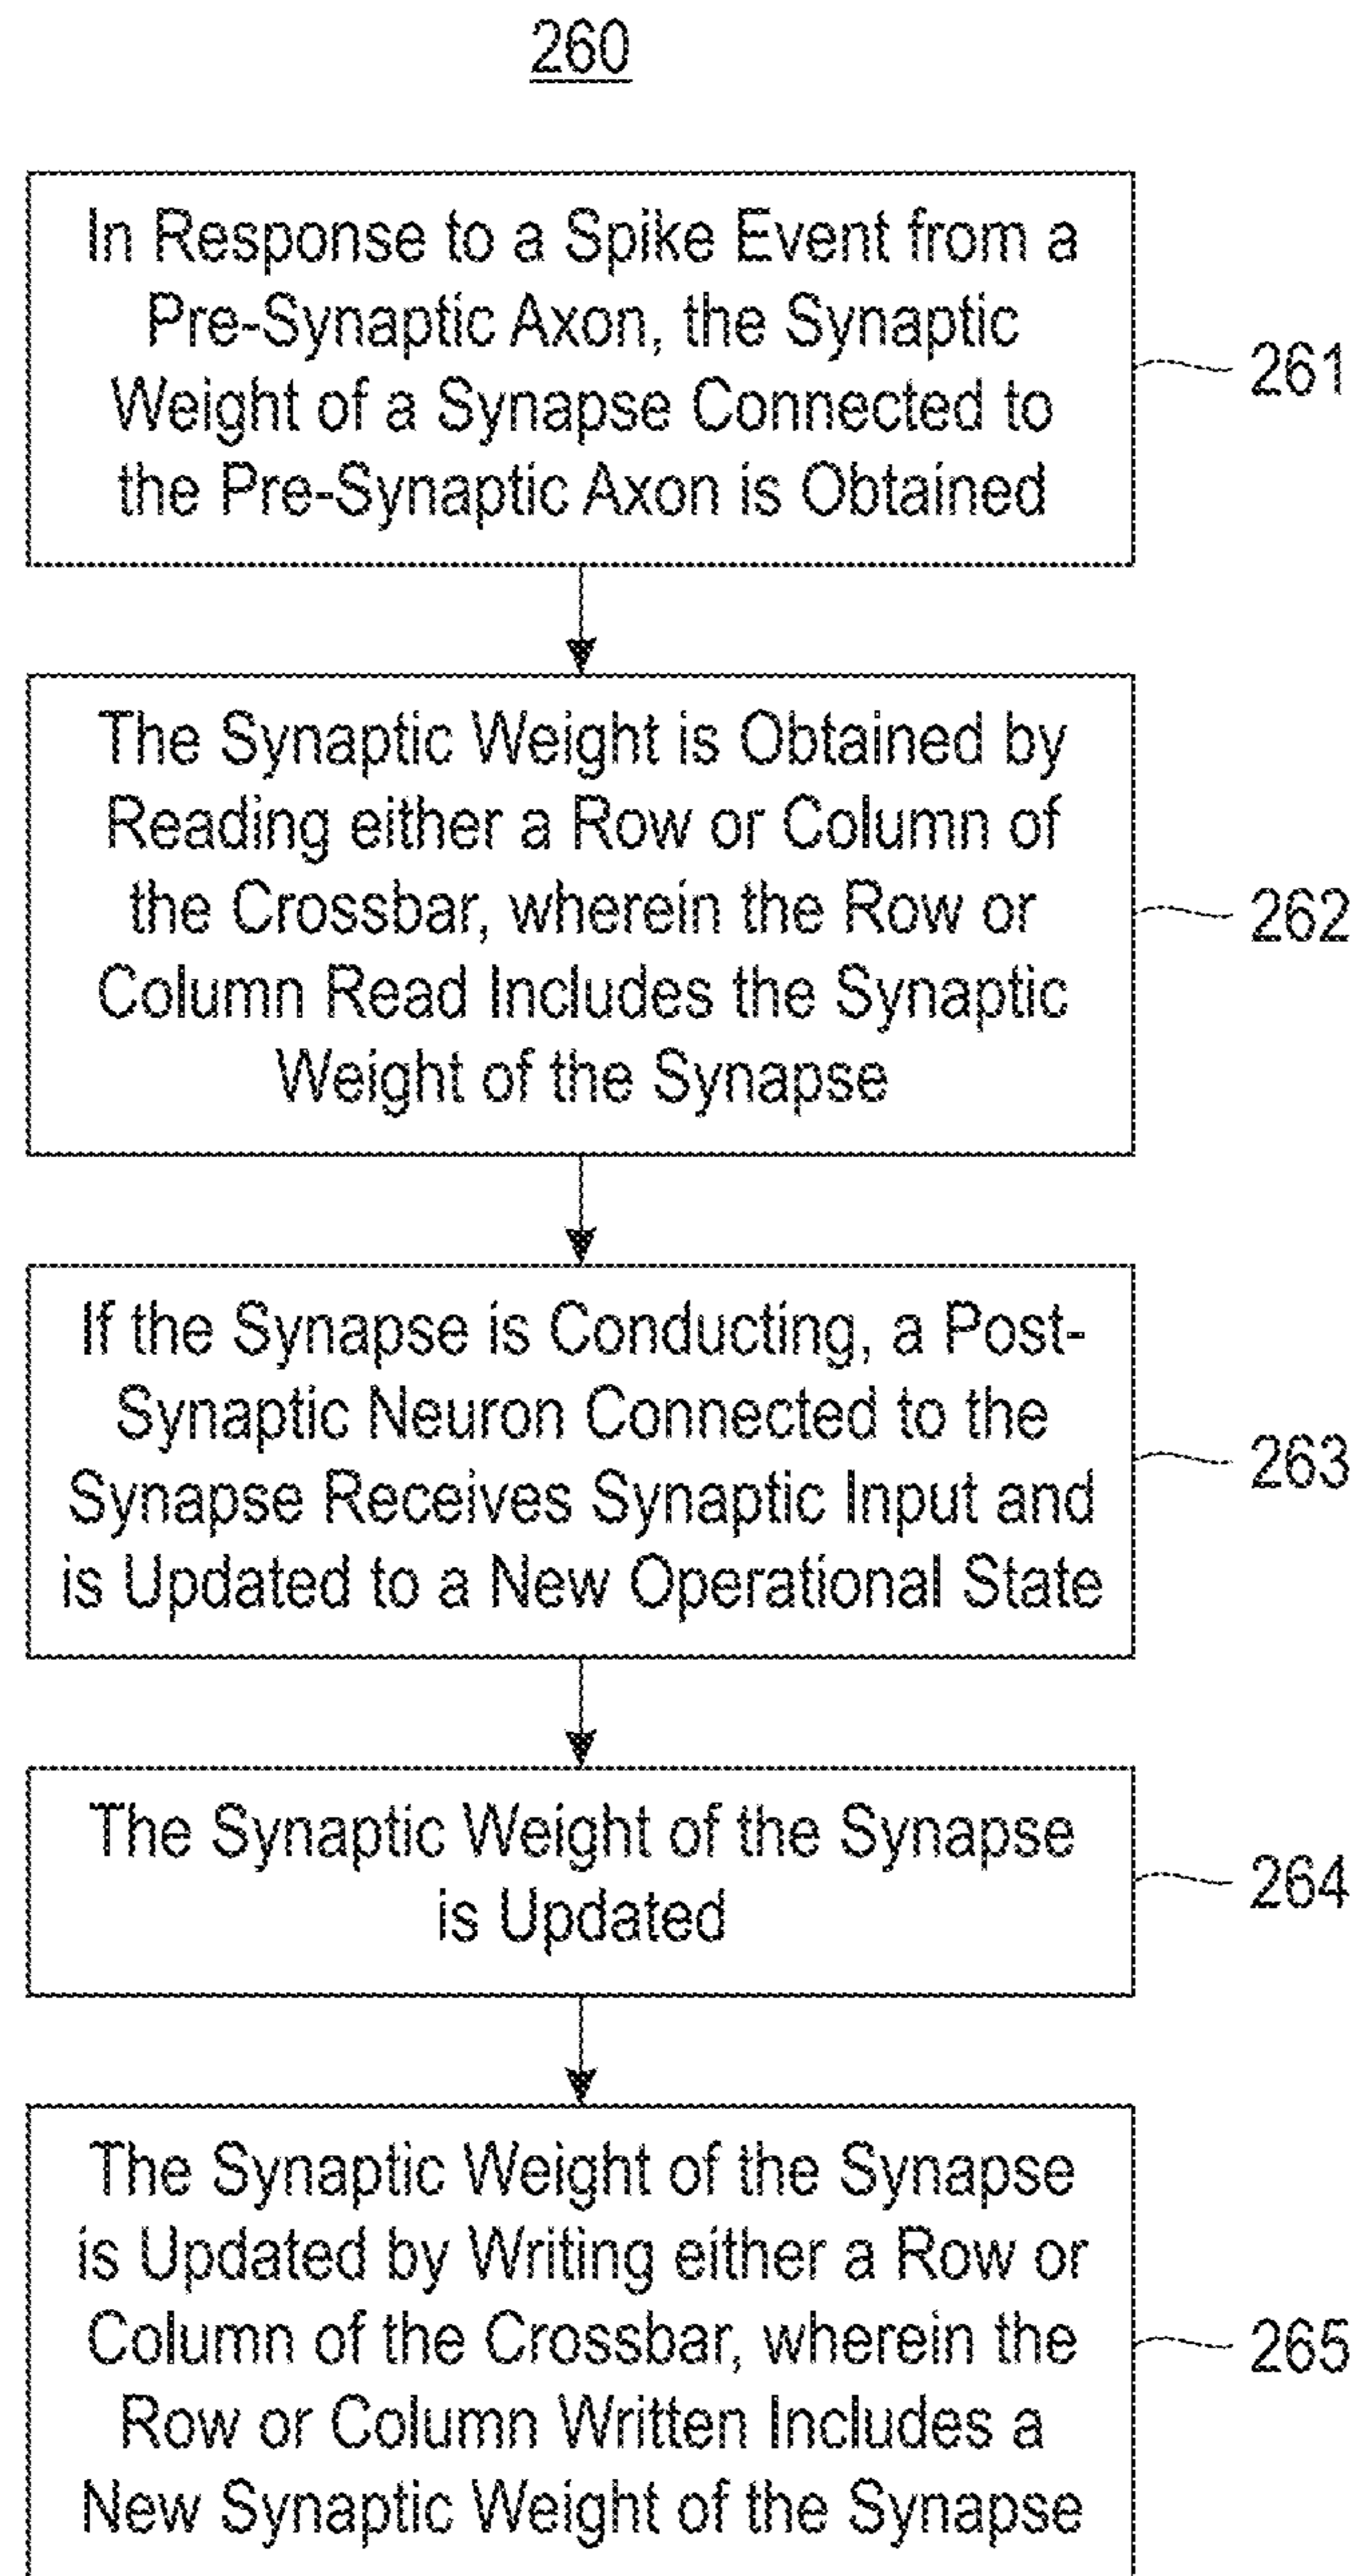 260
In Response to a Spike Event from a
Pre-Synaptic Axon, the Synaptic
Weight of a Synapse Connected to
the Pre-Synaptic Axon is Obtained
261
The Synaptic Weight is Obtained by
Reading either a Row or Column of
the Crossbar, wherein the Row or
Column Read Includes the Synaptic
Weight of the Synapse
262
If the Synapse is Conducting, a Post-
Synaptic Neuron Connected to the
Synapse Receives Synaptic Input and
is Updated to a New Operational State
263
The Synaptic Weight of the Synapse
is Updated
264
The Synaptic Weight of the Synapse
is Updated by Writing either a Row or
Column of the Crossbar, wherein the
Row or Column Written Includes a
New Synaptic Weight of the Synapse
265